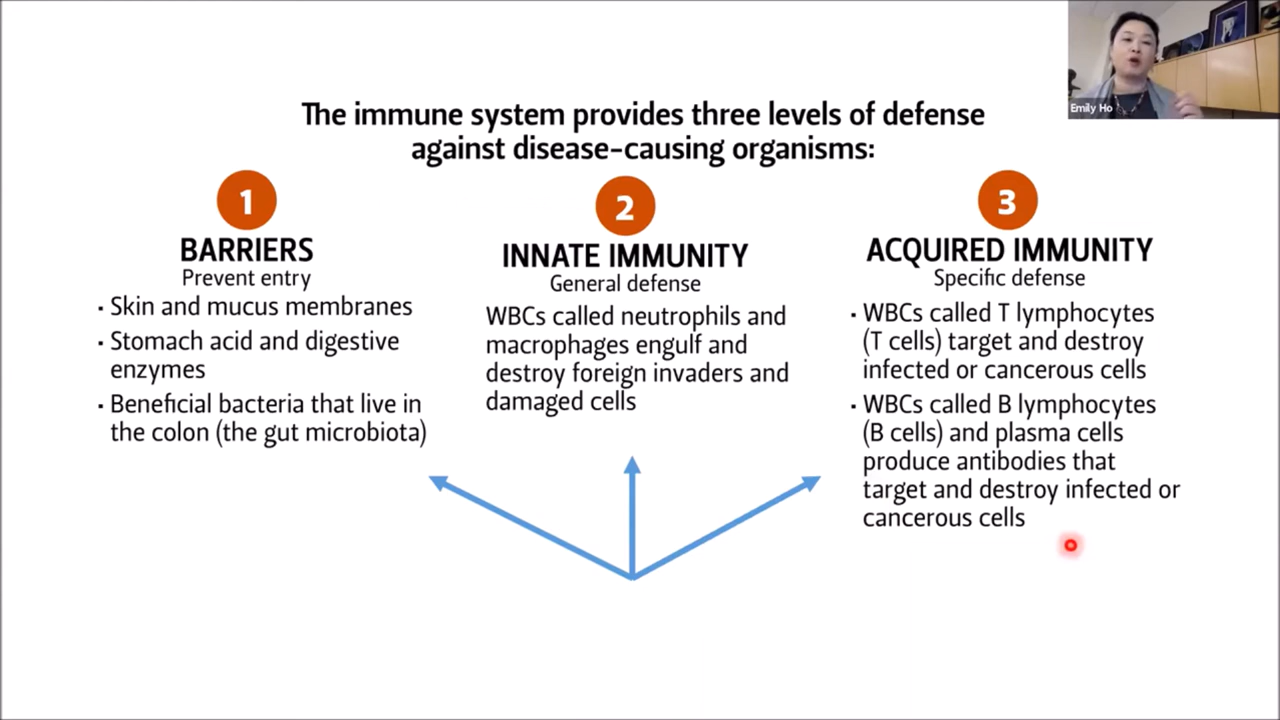 The immune system provides three levels of defense
against disease-causing organisms:
1
BARRIERS
Prevent entry
· Skin and mucus membranes
· Stomach acid and digestive
enzymes
· Beneficial bacteria that live in
the colon (the gut microbiota)
2
INNATE IMMUNITY
General defense
WBCs called neutrophils and
macrophages engulf and
destroy foreign invaders and
damaged cells
3
ACQUIRED IMMUNITY
Specific defense
· WBCs called T lymphocytes
(T cells) target and destroy
infected or cancerous cells
· WBCs called B lymphocytes
(B cells) and plasma cells
produce antibodies that
target and destroy infected or
cancerous cells
Emily Ho